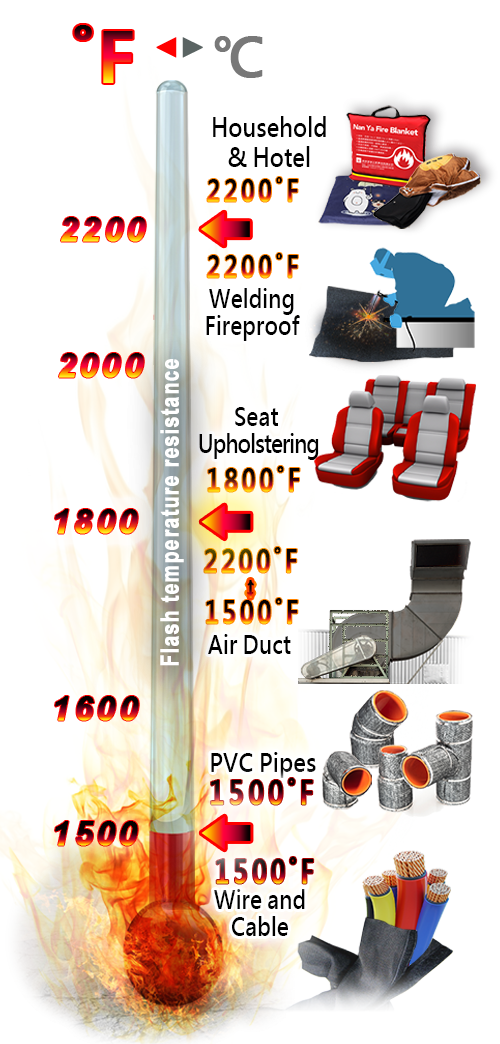 °F ◄► °C
Household
& Hotel
2200°F
Nan Ya Fire Blanket
2200
2200°F
Welding
Fireproof
2000
Flash temperature resistance
Seat
Upholstering
1800°F
1800
2200°F
1500°F
Air Duct
1600
PVC Pipes
1500°F
1500
1500°F
Wire and
Cable